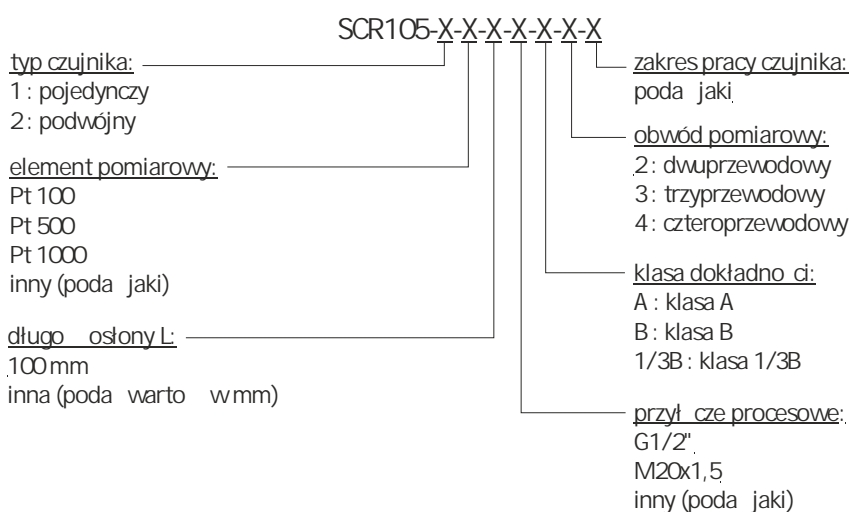 SCR105-X-X-X-X-X-X-X
typ czujnika:
1: pojedynczy
2: podwójny
element pomiarowy:
Pt 100
Pt 500
Pt 1000
inny (poda jaki)
długo osłony L:
100 mm
inna (poda warto w mm)
zakres pracy czujnika:
poda jaki
obwód pomiarowy:
2: dwuprzewodowy
3: trzyprzewodowy
4: czteroprzewodowy
klasa dokładno ci:
A : klasa A
B : klasa B
1/3B : klasa 1/3B
przył cze procesowe:
G1/2"
M20x1,5
inny (poda jaki)